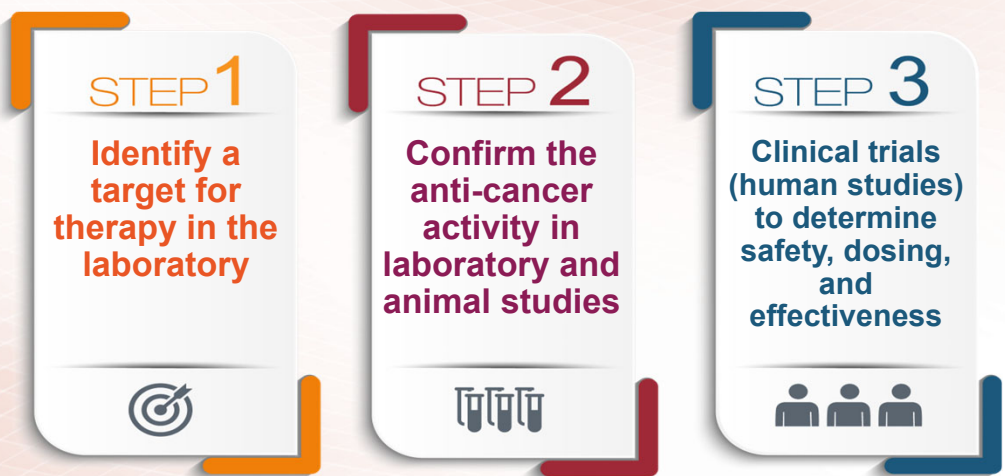 STEP 1
Identify a
target for
therapy in the
laboratory
STEP 2
Confirm the
anti-cancer
activity in
laboratory and
animal studies
STEP 3
Clinical trials
(human studies)
to determine
safety, dosing,
and
effectiveness